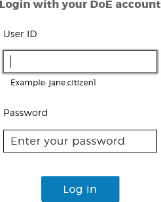 Login with your DoE account
User ID
Example: jane.citizen1
Password
Enter your password
Log in